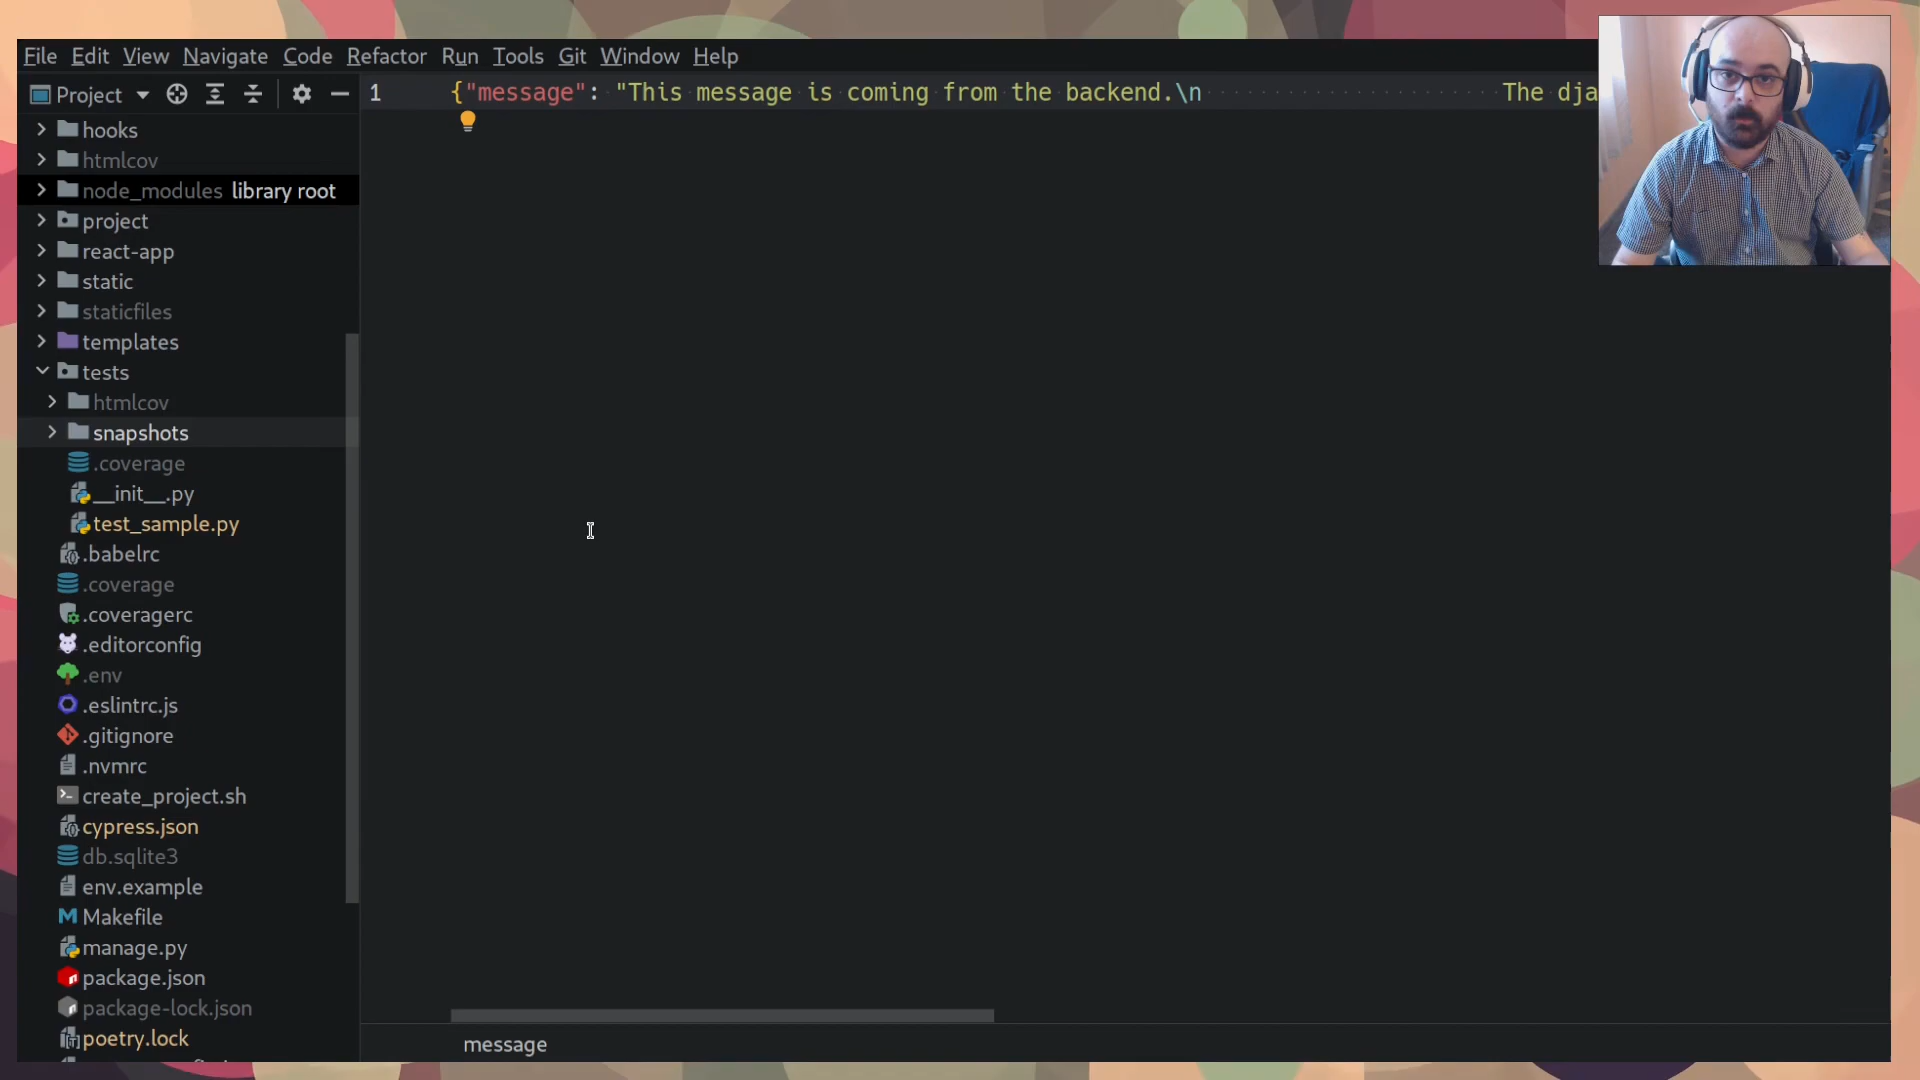 File Edit View Navigate Code Refactor Run Tools Git Window Help
Project
1 {"message": "This message is coming from the backend.\n The dja
hooks
htmlcov
node_modules library root
project
react-app
static
staticfiles
templates
tests
htmlcov
snapshots
.coverage
__init__.py
test_sample.py
.babelrc
.coverage
.coveragerc
.editorconfig
.env
.eslintrc.js
.gitignore
.nvmrc
create_project.sh
cypress.json
db.sqlite3
env.example
Makefile
manage.py
package.json
package-lock.json
poetry.lock
message